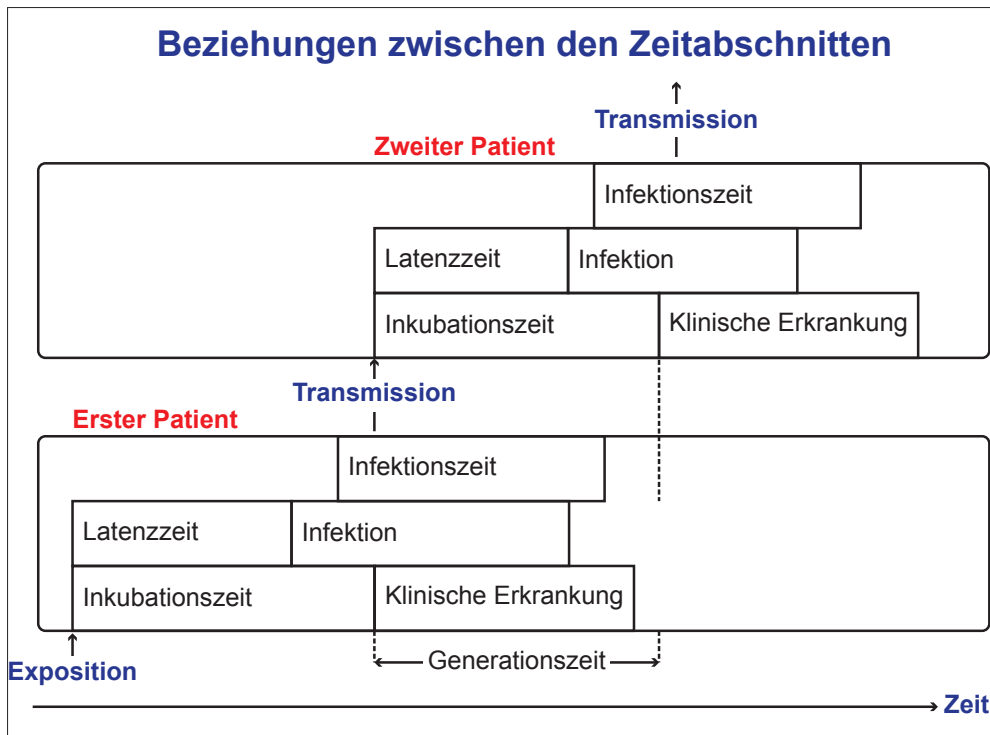 Beziehungen zwischen den Zeitabschnitten
Transmission
Zweiter Patient
Infektionszeit
Latenzzeit
Infektion
Inkubationszeit
Klinische Erkrankung
Transmission
Erster Patient
Infektionszeit
Latenzzeit
Infektion
Inkubationszeit
Klinische Erkrankung
Generationszeit
Exposition
Zeit